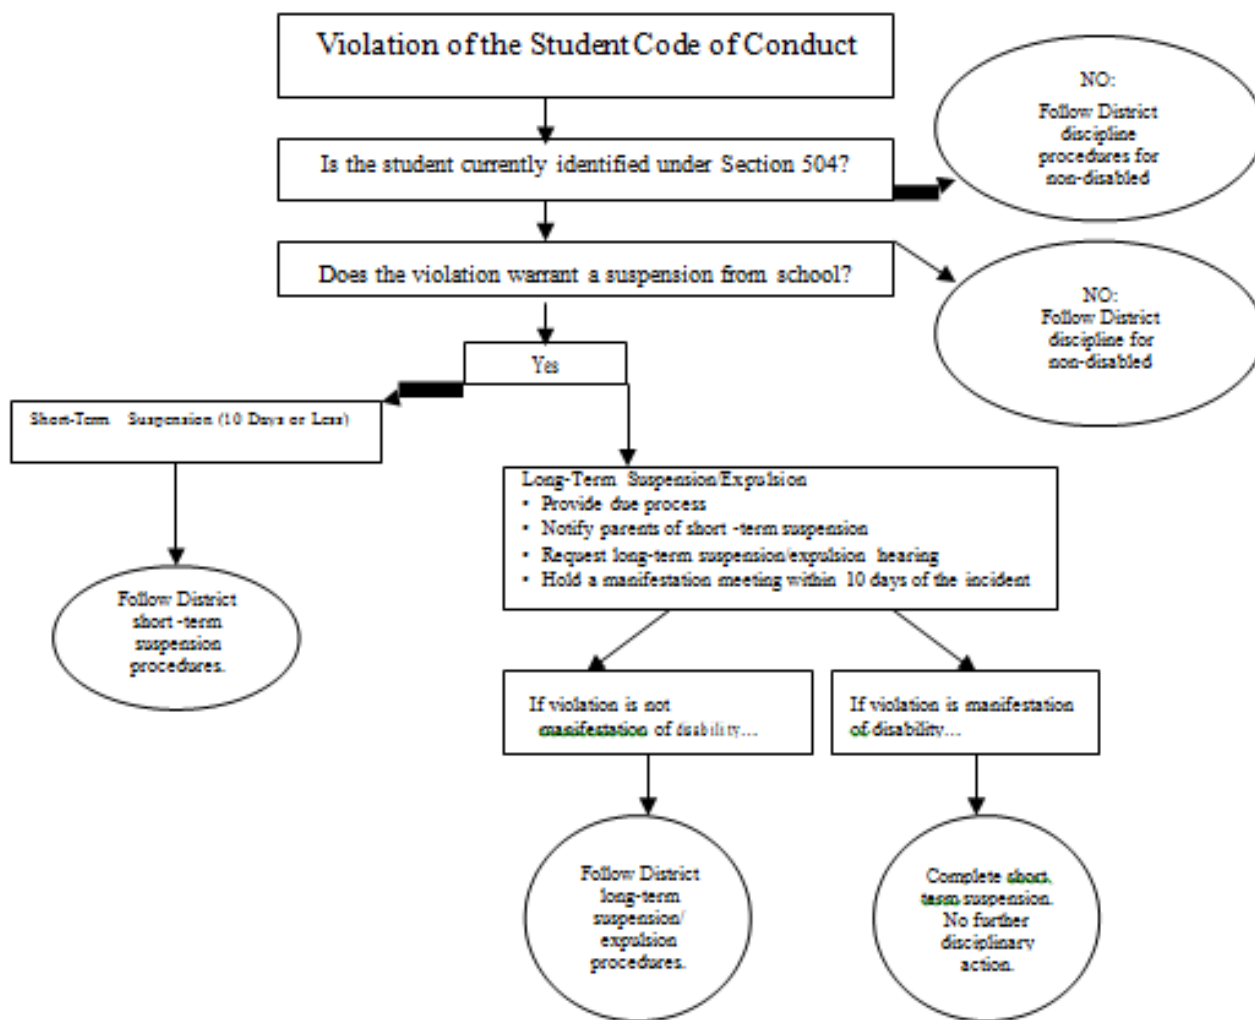 Violation of the Student Code of Conduct
NO:
Follow District
discipline
procedures for
non-disabled
Is the student currently identified under Section 504?
Does the violation warrant a suspension from school?
NO:
Follow District
discipline for
non-disabled
Yes
Short-Term Suspension (10 Days or Less)
Long-Term Suspension/Expulsion
• Provide due process
• Notify parents of short -term suspension
• Request long-term suspension/expulsion hearing
• Hold a manifestation meeting within 10 days of the incident
Follow District
short -term
suspension
procedures.
If violation is not
manifestation of disability...
If violation is manifestation
of disability...
Follow District
long-term
suspension/
expulsion
procedures.
Complete short
term suspension.
No further
disciplinary
action.